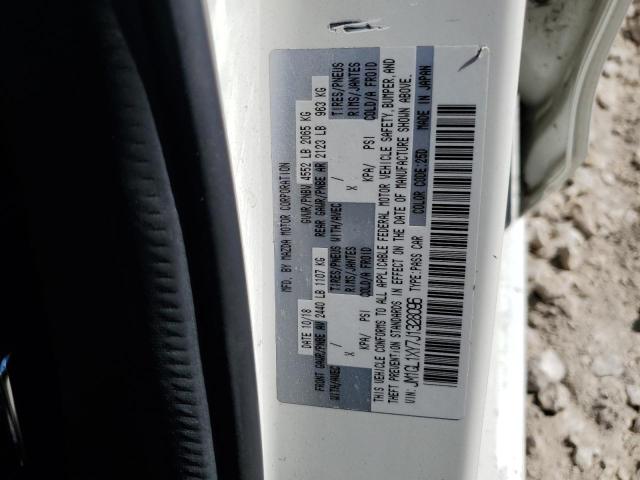 MFD. BY MAZDA MOTOR CORPORATION
DATE 10/18 GVWR/PNBV 4552 LB 2065 KG
FRONT GAWR/PNBE AV 2440 LB 1107 KG REAR GAWR/PNBE AR 2123 LB 963 KG
WITH/AVEC TIRES/PNEUS WITH/AVEC TIRES/PNEUS
X / RIMS/JANTES X / RIMS/JANTES
KPA/ PSI COLD/A FROID KPA/ PSI COLD/A FROID
THIS VEHICLE CONFORMS TO ALL APPLICABLE FEDERAL MOTOR VEHICLE SAFETY, BUMPER, AND
THEFT PREVENTION STANDARDS IN EFFECT ON THE DATE OF MANUFACTURE SHOWN ABOVE.
VIN: TYPE:PASS CAR COLOR CODE:25D MADE IN JAPAN